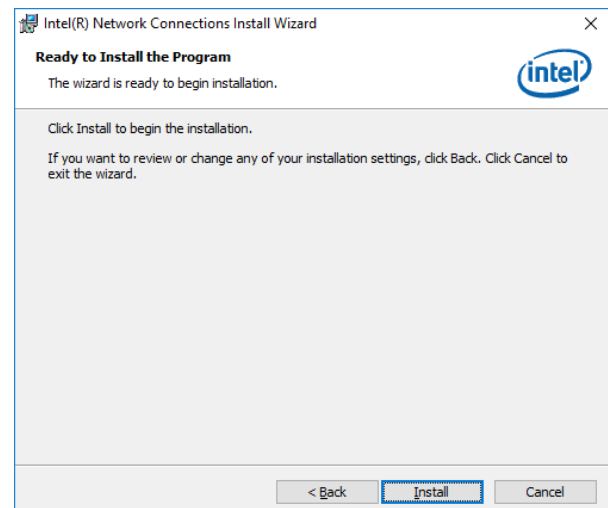 Intel(R) Network Connections Install Wizard
Ready to Install the Program
The wizard is ready to begin installation.
intel
Click Install to begin the installation.
If you want to review or change any of your installation settings, click Back. Click Cancel to
exit the wizard.
< Back
Install
Cancel